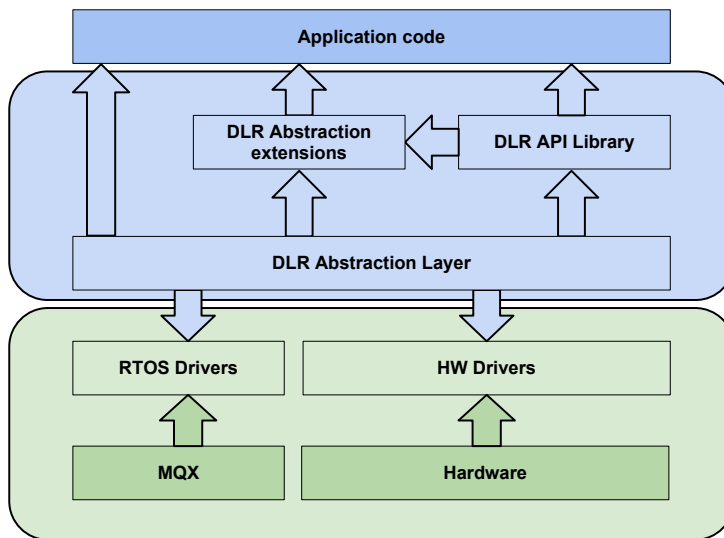 Application code
DLR Abstraction
extensions
DLR API Library
DLR Abstraction Layer
RTOS Drivers
HW Drivers
MQX
Hardware